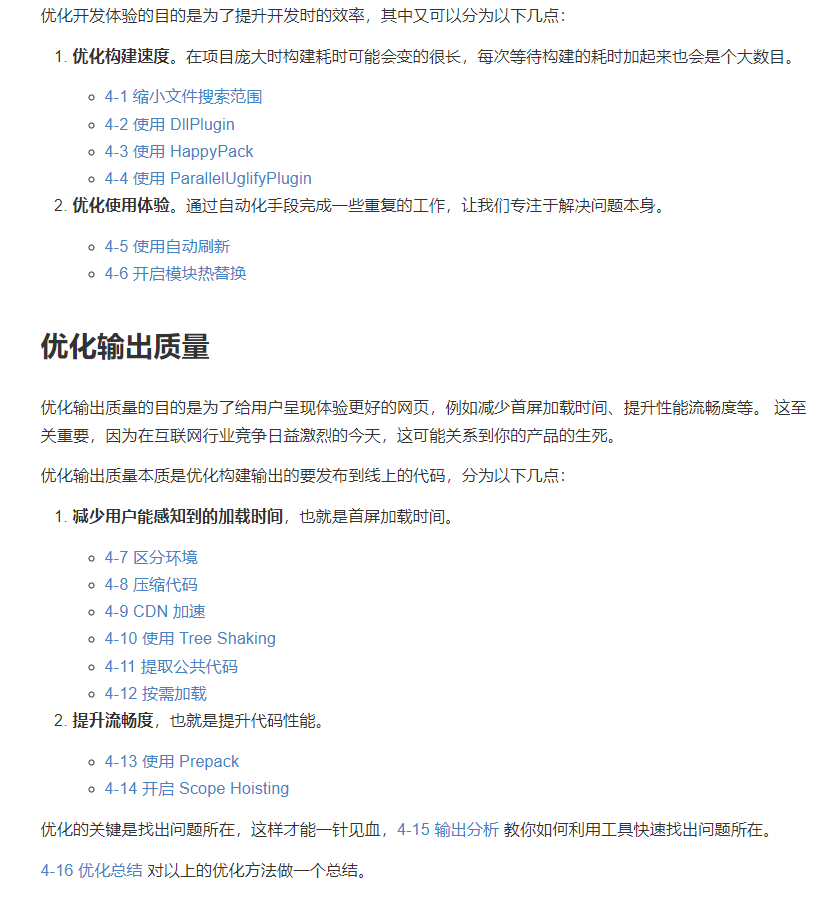 优化开发体验的目的是为了提升开发时的效率，其中又可以分为以下几点：
1. 优化构建速度。在项目庞大时构建耗时可能会变的很长，每次等待构建的耗时加起来也会是个大数目。
4-1 缩小文件搜索范围
4-2 使用 DllPlugin
4-3 使用 HappyPack
4-4 使用 ParallelUglifyPlugin
2. 优化使用体验。通过自动化手段完成一些重复的工作，让我们专注于解决问题本身。
4-5 使用自动刷新
4-6 开启模块热替换
优化输出质量
优化输出质量的目的是为了给用户呈现体验更好的网页，例如减少首屏加载时间、提升性能流畅度等。 这至
关重要，因为在互联网行业竞争日益激烈的今天，这可能关系到你的产品的生死。
优化输出质量本质是优化构建输出的要发布到线上的代码，分为以下几点：
1. 减少用户能感知到的加载时间，也就是首屏加载时间。
4-7 区分环境
4-8 压缩代码
4-9 CDN 加速
4-10 使用 Tree Shaking
4-11 提取公共代码
4-12 按需加载
2. 提升流畅度，也就是提升代码性能。
4-13 使用 Prepack
4-14 开启 Scope Hoisting
优化的关键是找出问题所在，这样才能一针见血，4-15 输出分析 教你如何利用工具快速找出问题所在。
4-16 优化总结 对以上的优化方法做一个总结。